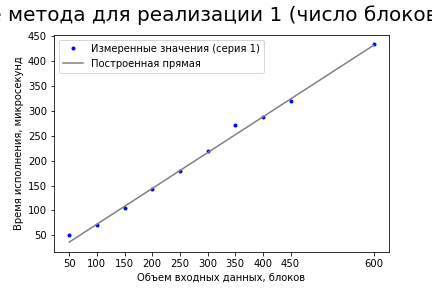 метода для реализации 1 (число блоков
Измеренные значения (серия 1)
Построенная прямая
Время исполнения, микросекунд
450
400
350
300
250
200
150
100
50
50 100 150 200 250 300 350 400 450 600
Объем входных данных, блоков